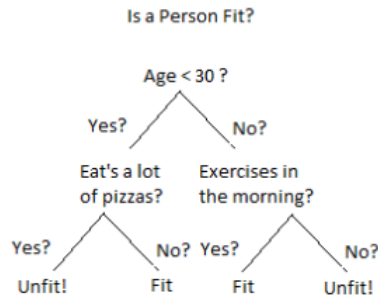 Is a Person Fit?
Age < 30 ?
Yes?
No?
Eat's a lot
of pizzas?
Exercises in
the morning?
Yes?
No?
Yes?
No?
Unfit!
Fit
Fit
Unfit!